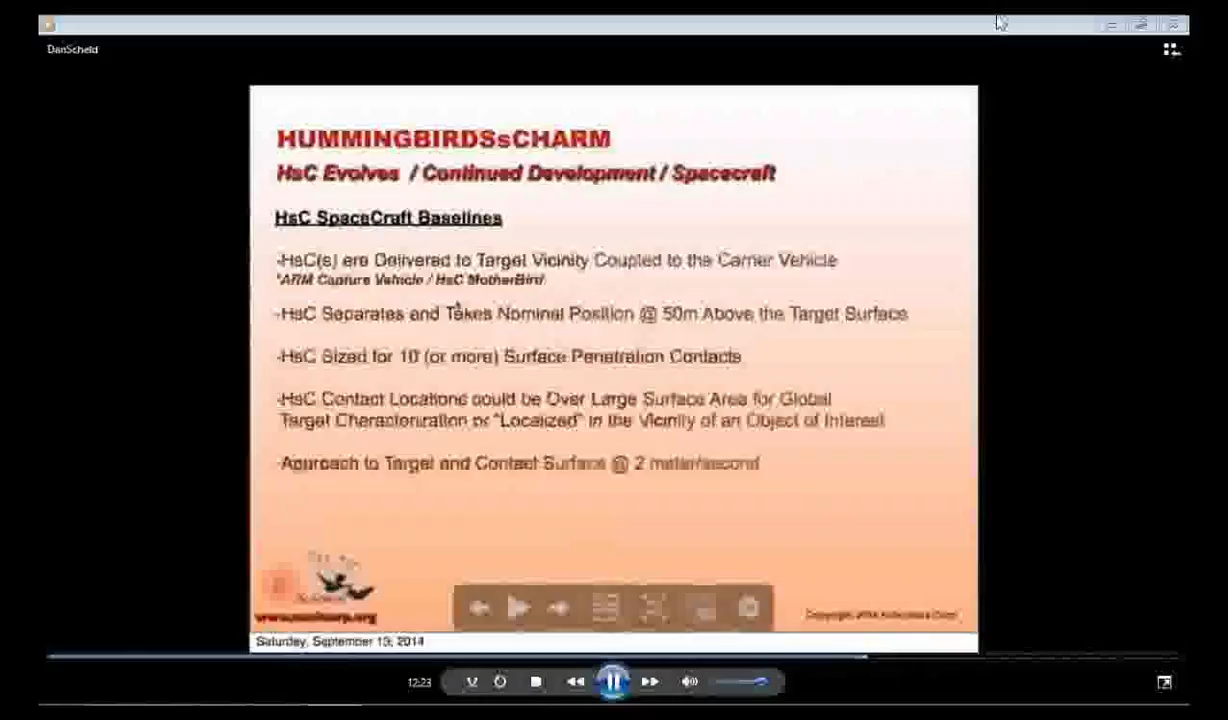 DanScheld
HUMMINGBIRDSsCHARM
HsC Evolves / Continued Development / Spacecraft
HsC SpaceCraft Baselines
-HsC(s) are Delivered to Target Vicinity Coupled to the Carrier Vehicle
*ARM Capture Vehicle / HsC MotherBird
-HsC Separates and Takes Nominal Position @ 50m Above the Target Surface
-HsC Sized for 10 (or more) Surface Penetration Contacts
-HsC Contact Locations could be Over Large Surface Area for Global
Target Characterization or "Localized" in the Vicinity of an Object of Interest
-Approach to Target and Contact Surface @ 2 meter/second
Saturday, September 13, 2014
12:23